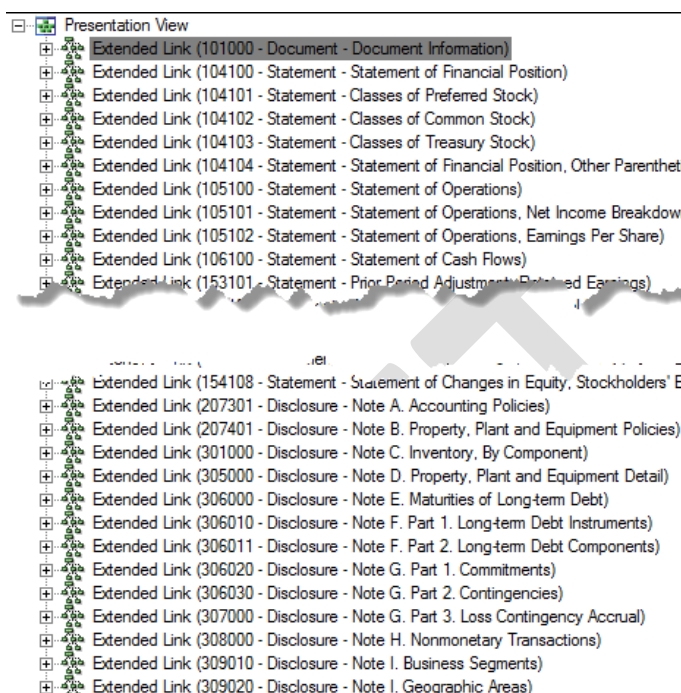 Presentation View
Extended Link (101000 - Document - Document Information)
Extended Link (104100 - Statement - Statement of Financial Position)
Extended Link (104101 - Statement - Classes of Preferred Stock)
Extended Link (104102 - Statement - Classes of Common Stock)
Extended Link (104103 - Statement - Classes of Treasury Stock)
Extended Link (104104 - Statement - Statement of Financial Position, Other Parenthet
Extended Link (105100 - Statement - Statement of Operations)
Extended Link (105101 - Statement - Statement of Operations, Net Income Breakdow
Extended Link (105102 - Statement - Statement of Operations, Earnings Per Share)
Extended Link (106100 - Statement - Statement of Cash Flows)
Extended Link (153101 - Statement - Prior Period Adjustment, Retained Earnings)
Extended Link (154108 - Statement - Statement of Changes in Equity, Stockholders' E
Extended Link (207301 - Disclosure - Note A. Accounting Policies)
Extended Link (207401 - Disclosure - Note B. Property, Plant and Equipment Policies)
Extended Link (301000 - Disclosure - Note C. Inventory, By Component)
Extended Link (305000 - Disclosure - Note D. Property, Plant and Equipment Detail)
Extended Link (306000 - Disclosure - Note E. Maturities of Long-term Debt)
Extended Link (306010 - Disclosure - Note F. Part 1. Long-term Debt Instruments)
Extended Link (306011 - Disclosure - Note F. Part 2. Long-term Debt Components)
Extended Link (306020 - Disclosure - Note G. Part 1. Commitments)
Extended Link (306030 - Disclosure - Note G. Part 2. Contingencies)
Extended Link (307000 - Disclosure - Note G. Part 3. Loss Contingency Accrual)
Extended Link (308000 - Disclosure - Note H. Nonmonetary Transactions)
Extended Link (309010 - Disclosure - Note I. Business Segments)
Extended Link (309020 - Disclosure - Note I. Geographic Areas)